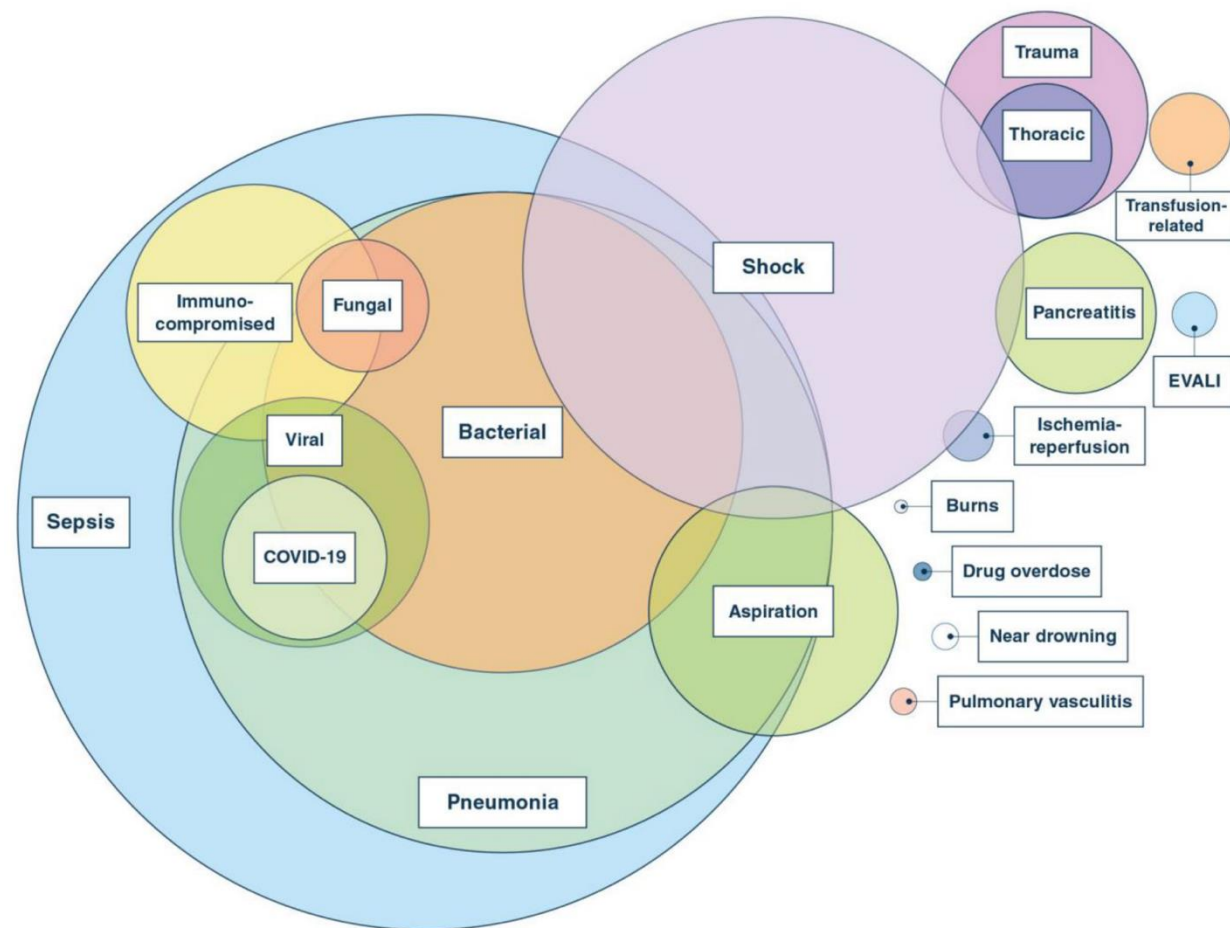 Trauma
Thoracic
Transfusion-
related
Shock
Immuno-
compromised
Fungal
Pancreatitis
EVALI
Viral
Bacterial
Ischemia-
reperfusion
Sepsis
Burns
COVID-19
Drug overdose
Aspiration
Near drowning
Pulmonary vasculitis
Pneumonia